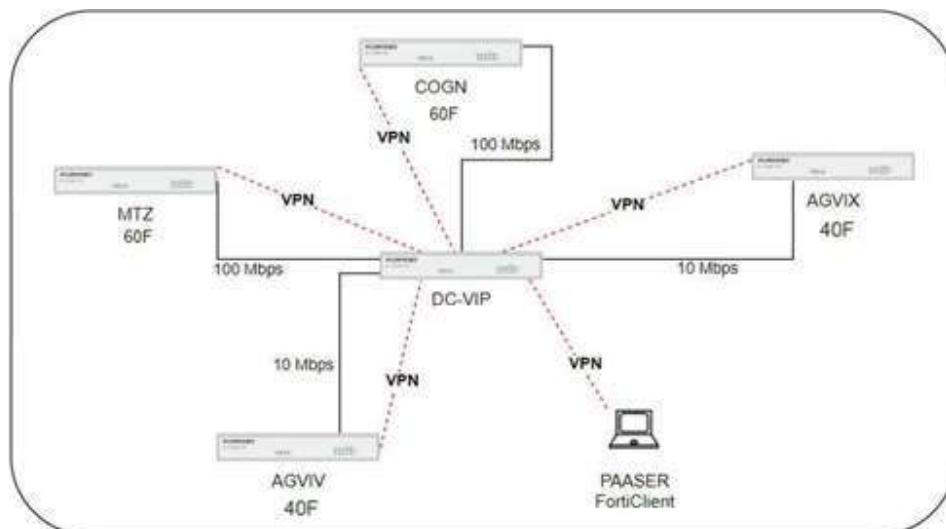 COGN
60F
VPN
100 Mbps
MTZ
60F
VPN
VPN
AGVIX
40F
100 Mbps
10 Mbps
DC-VIP
10 Mbps
VPN
VPN
AGVIV
40F
PAASER
FortiClient